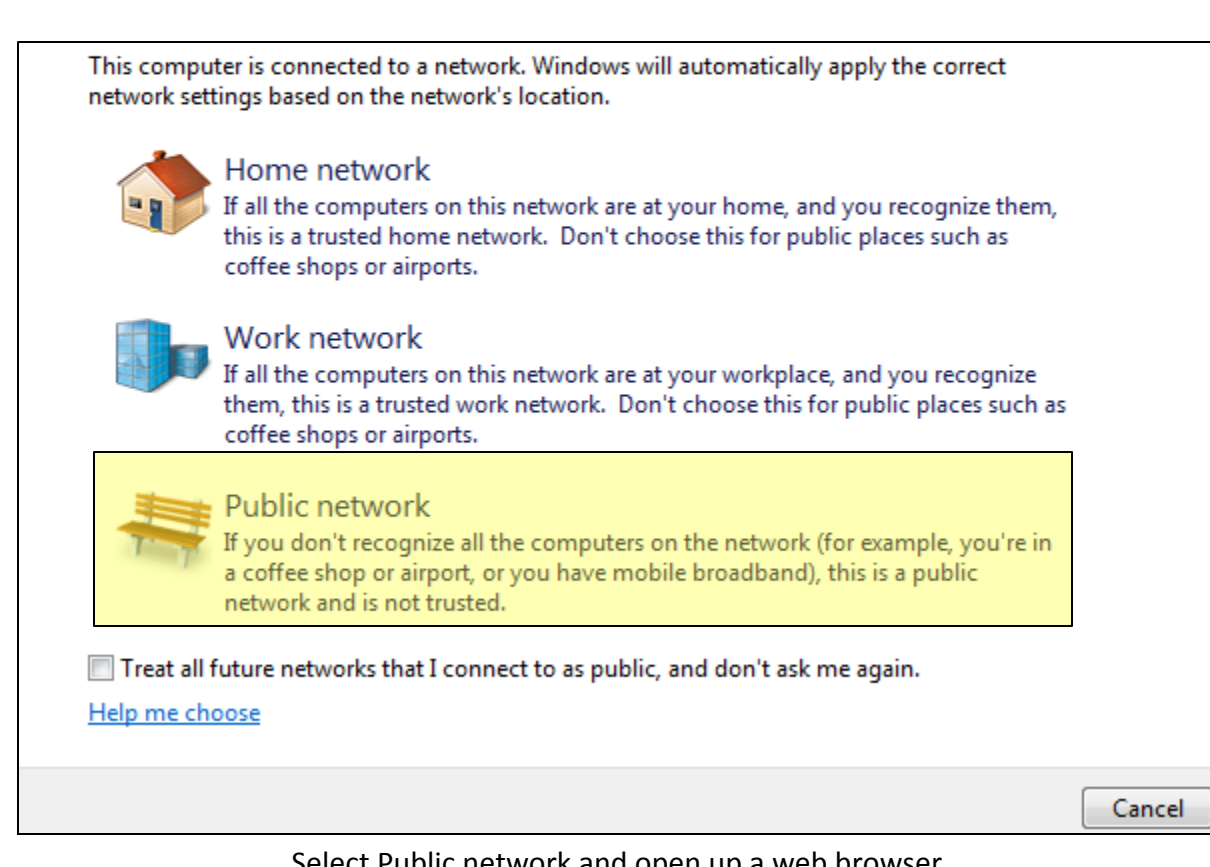 This computer is connected to a network. Windows will automatically apply the correct
network settings based on the network's location.
Home network
If all the computers on this network are at your home, and you recognize them,
this is a trusted home network.  Don't choose this for public places such as
coffee shops or airports.
Work network
If all the computers on this network are at your workplace, and you recognize
them, this is a trusted work network.  Don't choose this for public places such as
coffee shops or airports.
Public network
If you don't recognize all the computers on the network (for example, you're in
a coffee shop or airport, or you have mobile broadband), this is a public
network and is not trusted.
Treat all future networks that I connect to as public, and don't ask me again.
Help me choose
Cancel
Select Public network and open up a web browser